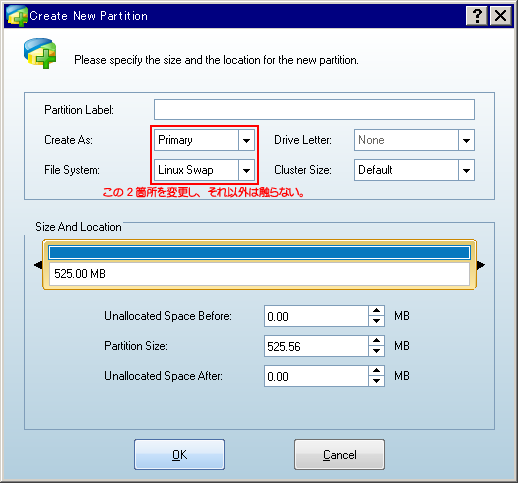 Create New Partition
Please specify the size and the location for the new partition.
Partition Label:
Create As: Primary Drive Letter: None
File System: Linux Swap Cluster Size: Default
この2箇所を変更し、それ以外は触らない。
Size And Location
525.00 MB
Unallocated Space Before: 0.00 MB
Partition Size: 525.56 MB
Unallocated Space After: 0.00 MB
OK Cancel